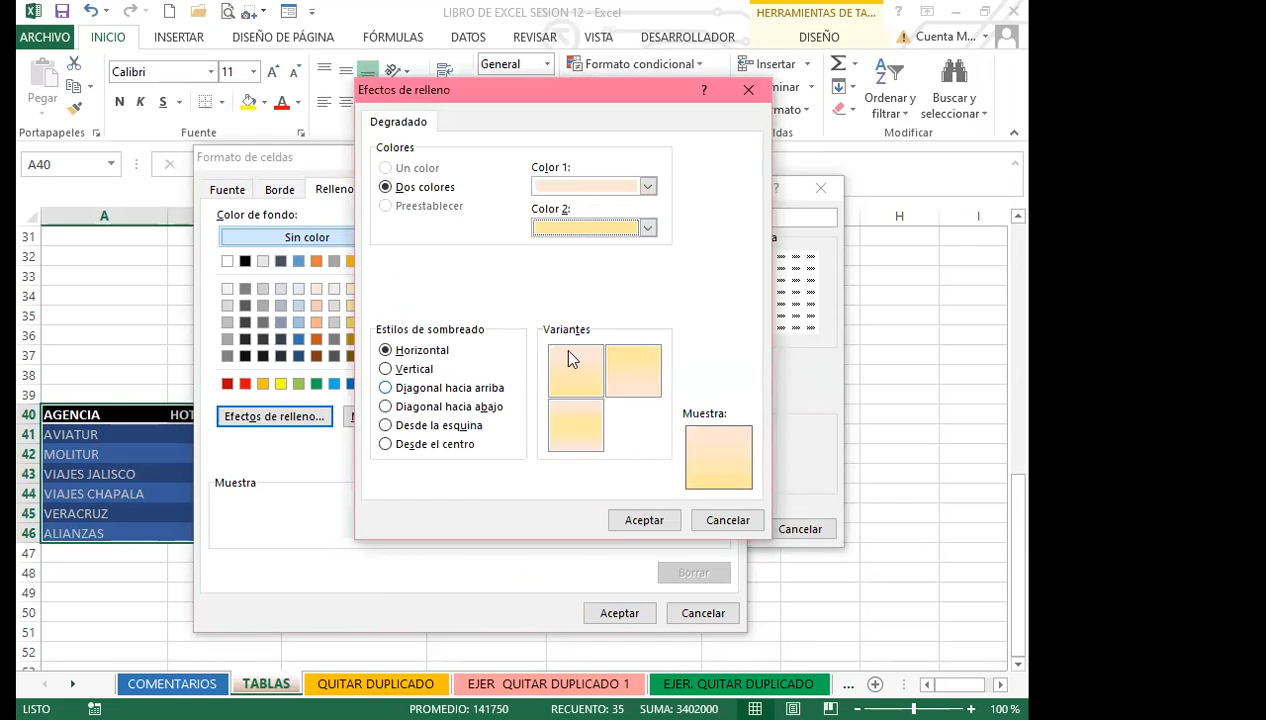 LIBRO DE EXCEL SESION 12 - Excel
HERRAMIENTAS DE TA...
ARCHIVO INICIO INSERTAR DISEÑO DE PÁGINA FÓRMULAS DATOS REVISAR VISTA DESARROLLADOR DISEÑO Cuenta M...
Pegar
Calibri 11
N K S
General
Formato condicional
Insertar
Ordenar y
filtrar
Buscar y
seleccionar
Portapapeles Fuente Modificar
A40
Formato de celdas
Fuente Borde Relleno
Color de fondo:
Sin color
Efectos de relleno...
Muestra
Borrar
Aceptar Cancelar
Cancelar
Efectos de relleno
?
Degradado
Colores
Un color
Dos colores
Preestablecer
Color 1:
Color 2:
Estilos de sombreado
Horizontal
Vertical
Diagonal hacia arriba
Diagonal hacia abajo
Desde la esquina
Desde el centro
Variantes
Muestra:
Aceptar Cancelar
A H I
31
32
33
34
35
36
37
38
39
40 AGENCIA HOT
41 AVIATUR
42 MOLITUR
43 VIAJES JALISCO
44 VIAJES CHAPALA
45 VERACRUZ
46 ALIANZAS
47
48
49
50
51
52
COMENTARIOS TABLAS QUITAR DUPLICADO EJER QUITAR DUPLICADO 1 EJER. QUITAR DUPLICADO ...
LISTO PROMEDIO: 141750 RECUENTO: 35 SUMA: 3402000 100 %